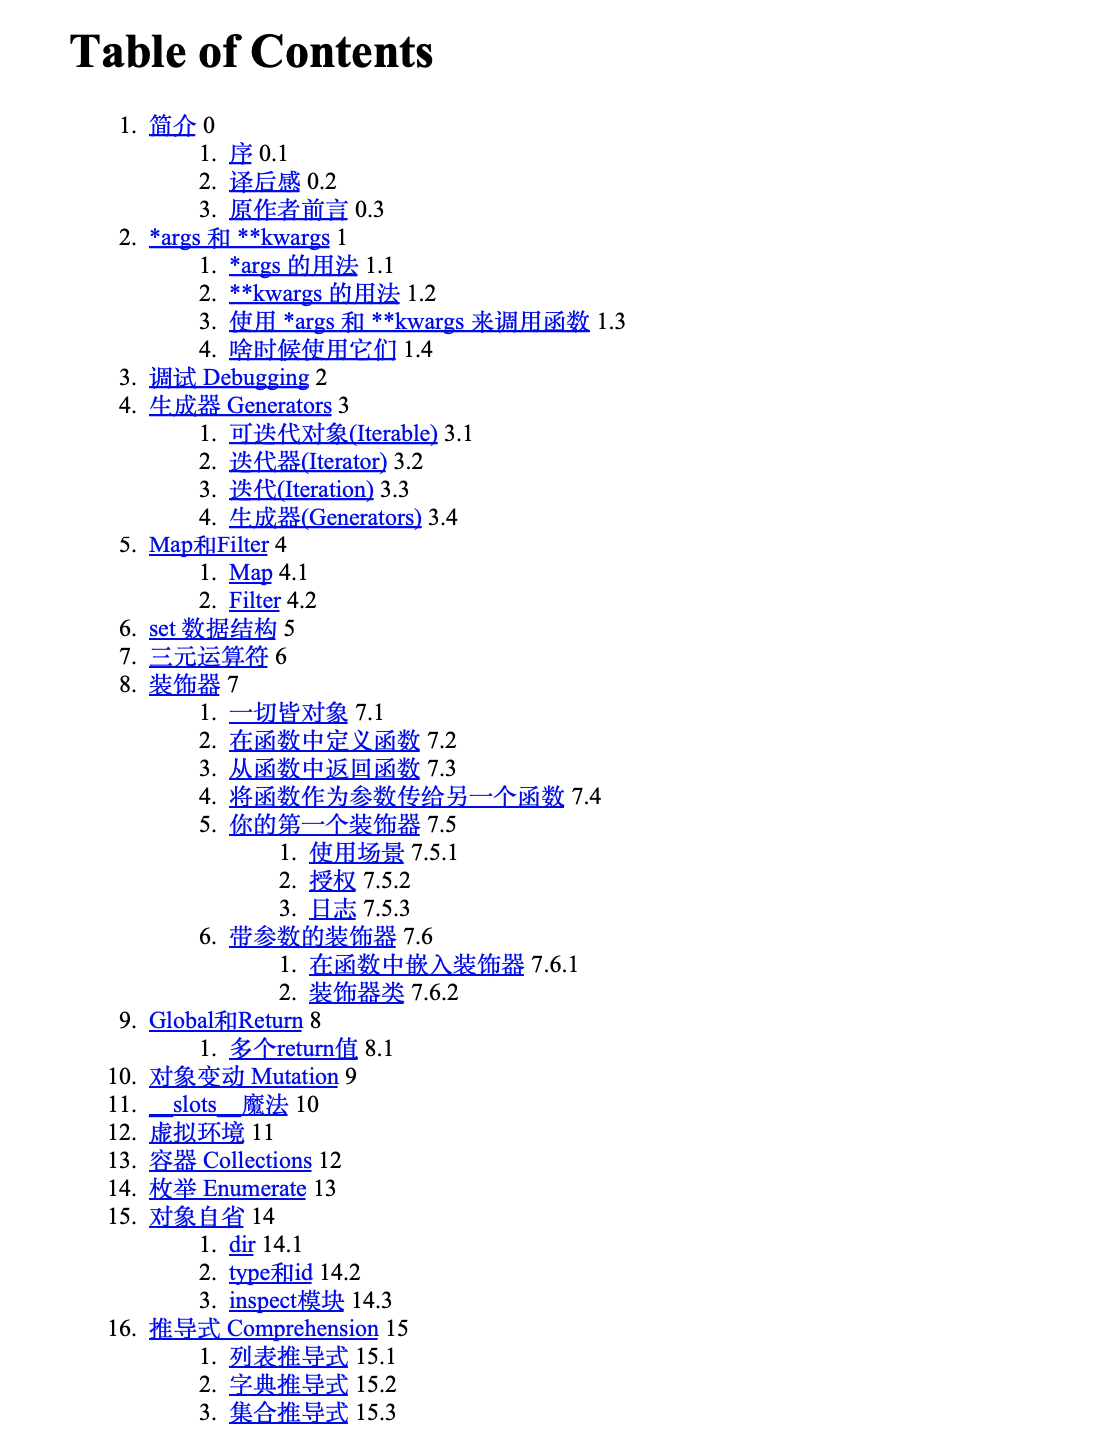 Table of Contents
1. 简介 0
1. 序 0.1
2. 译后感 0.2
3. 原作者前言 0.3
2. *args 和 **kwargs 1
1. *args 的用法 1.1
2. **kwargs 的用法 1.2
3. 使用 *args 和 **kwargs 来调用函数 1.3
4. 啥时候使用它们 1.4
3. 调试 Debugging 2
4. 生成器 Generators 3
1. 可迭代对象(Iterable) 3.1
2. 迭代器(Iterator) 3.2
3. 迭代(Iteration) 3.3
4. 生成器(Generators) 3.4
5. Map和Filter 4
1. Map 4.1
2. Filter 4.2
6. set 数据结构 5
7. 三元运算符 6
8. 装饰器 7
1. 一切皆对象 7.1
2. 在函数中定义函数 7.2
3. 从函数中返回函数 7.3
4. 将函数作为参数传给另一个函数 7.4
5. 你的第一个装饰器 7.5
1. 使用场景 7.5.1
2. 授权 7.5.2
3. 日志 7.5.3
6. 带参数的装饰器 7.6
1. 在函数中嵌入装饰器 7.6.1
2. 装饰器类 7.6.2
9. Global和Return 8
1. 多个return值 8.1
10. 对象变动 Mutation 9
11. __slots__魔法 10
12. 虚拟环境 11
13. 容器 Collections 12
14. 枚举 Enumerate 13
15. 对象自省 14
1. dir 14.1
2. type和id 14.2
3. inspect模块 14.3
16. 推导式 Comprehension 15
1. 列表推导式 15.1
2. 字典推导式 15.2
3. 集合推导式 15.3